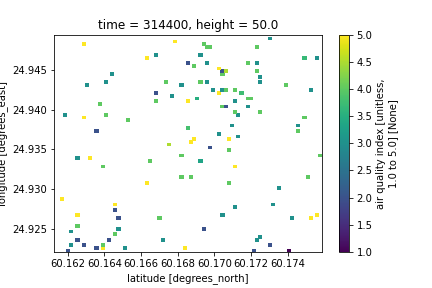 time = 314400, height = 50.0
24.945
24.940
24.935
24.930
24.925
longitude [degrees_east]
60.162 60.164 60.166 60.168 60.170 60.172 60.174
latitude [degrees_north]
5.0
4.5
4.0
3.5
3.0
2.5
2.0
1.5
1.0
air quality index [unitless,
1.0 to 5.0] [None]